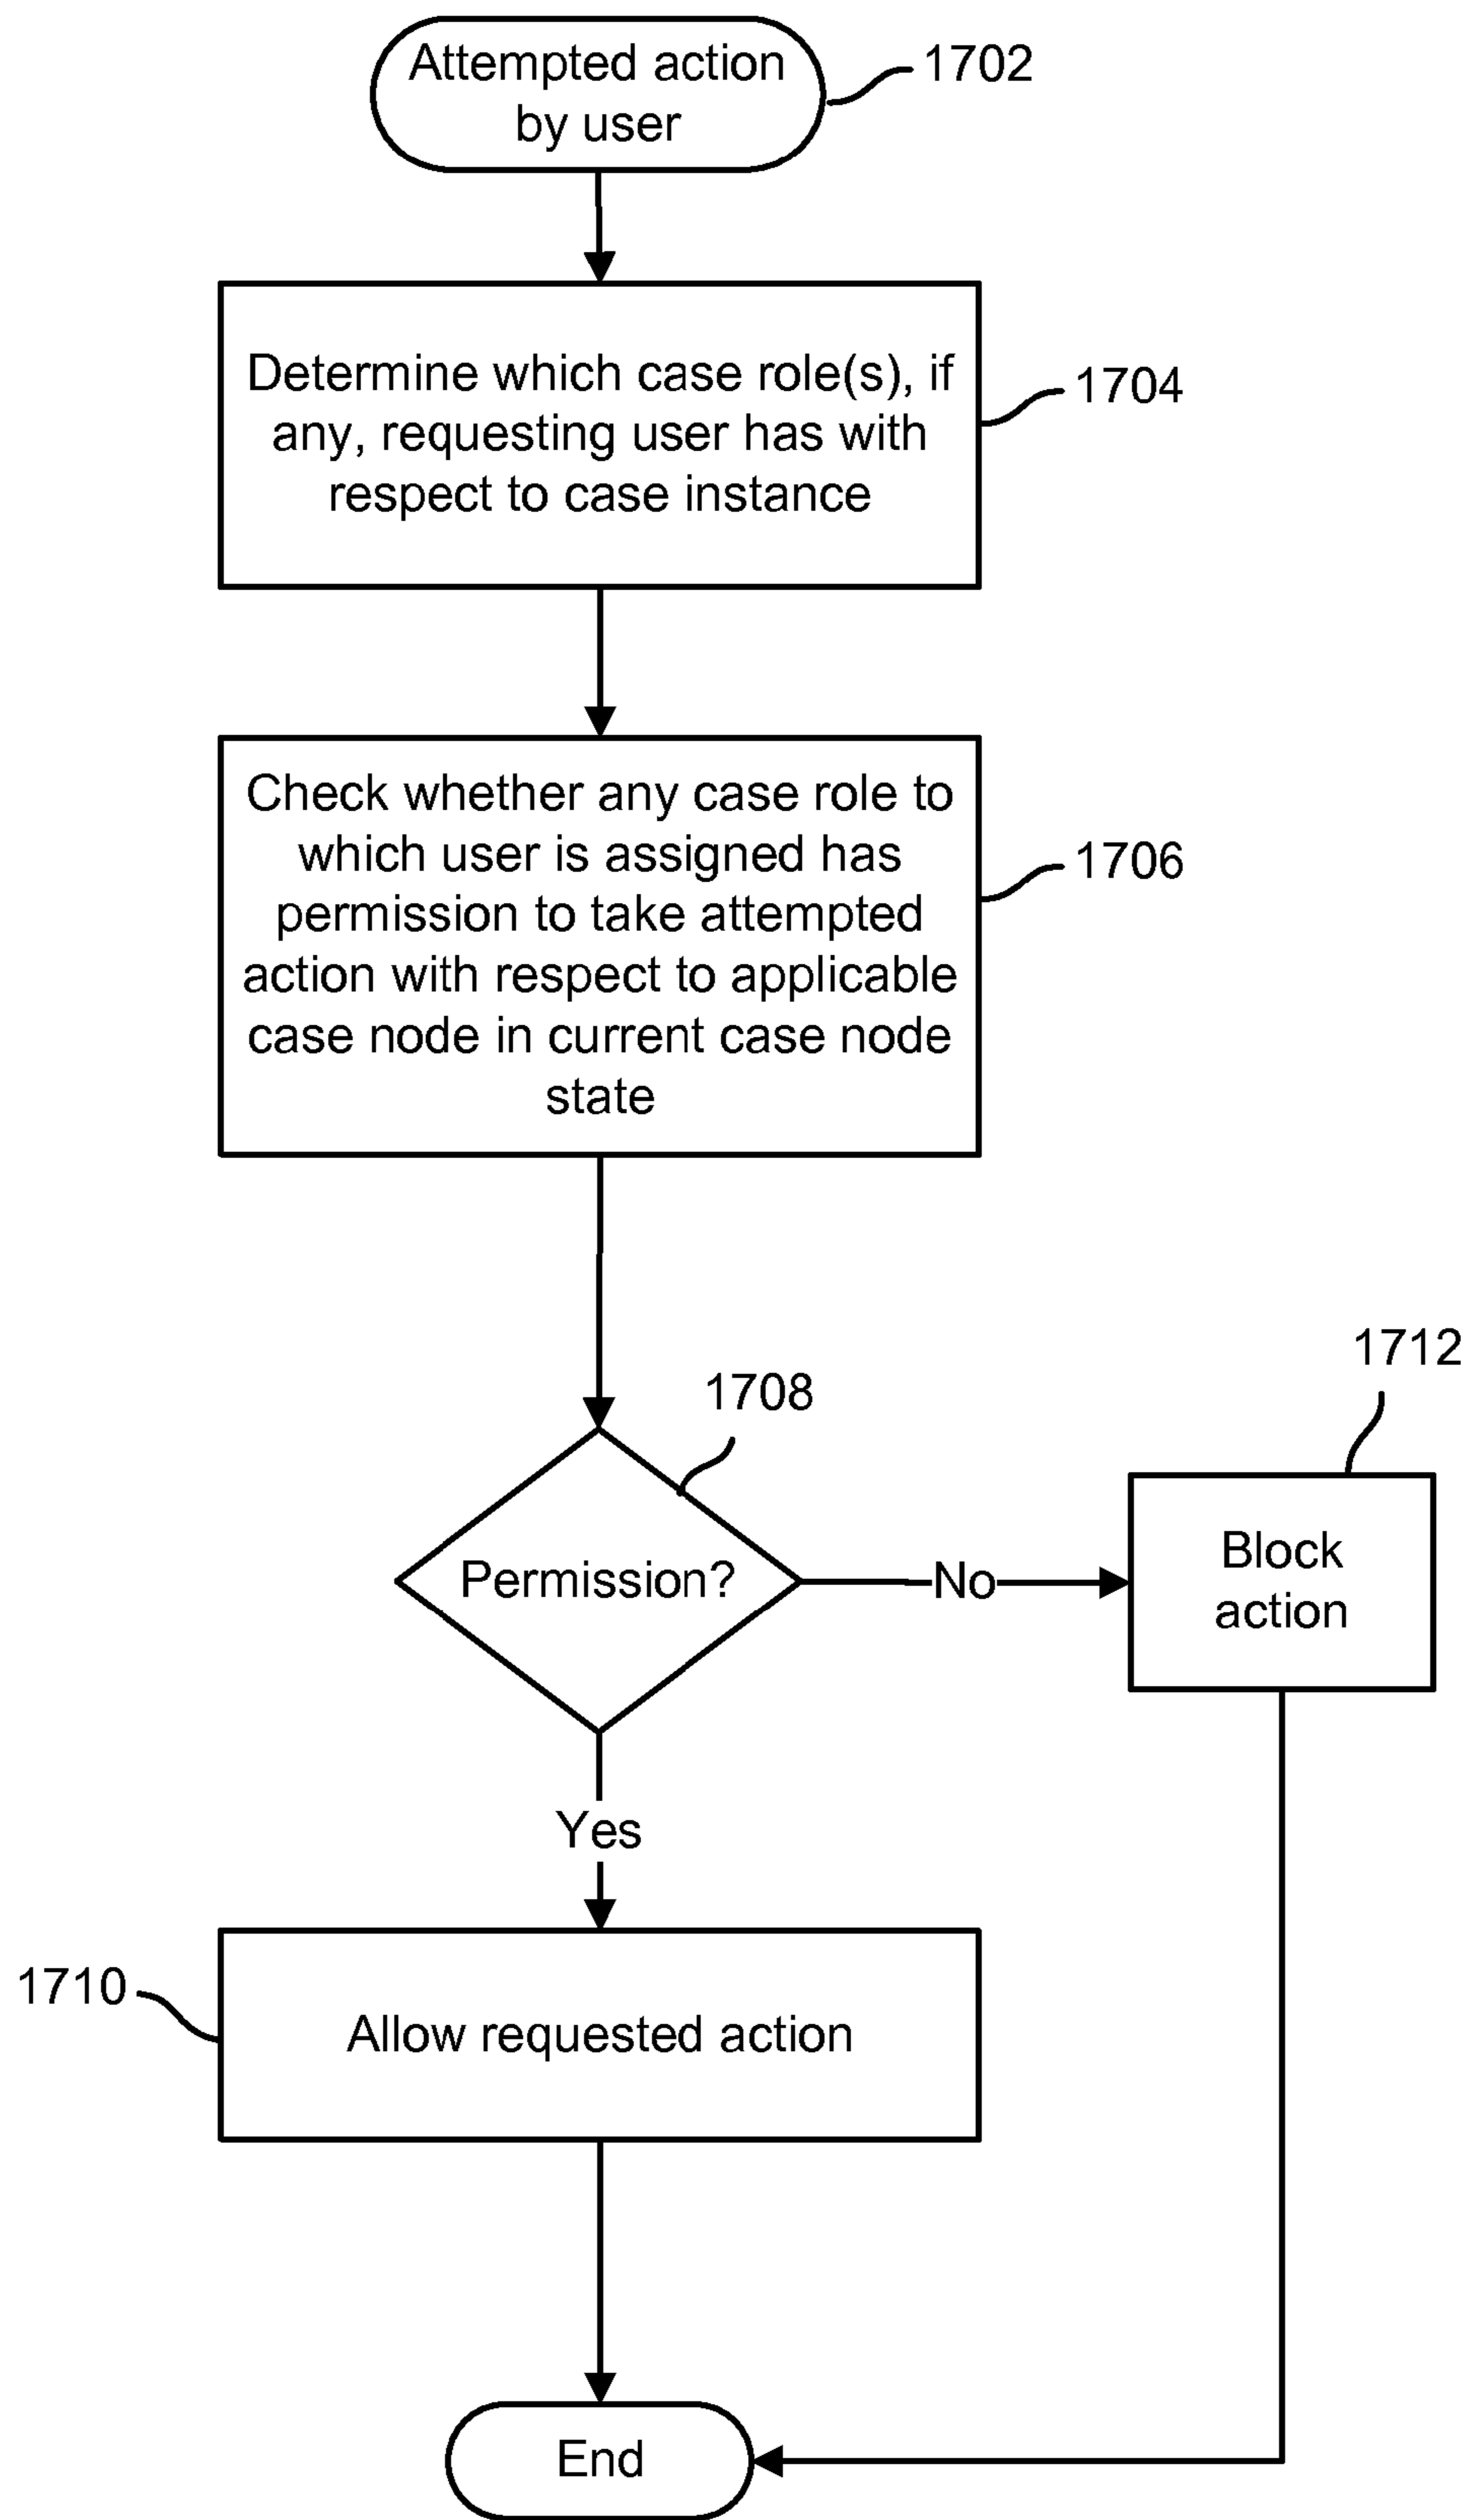 Attempted action
by user
1702
Determine which case role(s), if
any, requesting user has with
respect to case instance
1704
Check whether any case role to
which user is assigned has
permission to take attempted
action with respect to applicable
case node in current case node
state
1706
1708
Permission?
No
1712
Block
action
Yes
1710
Allow requested action
End